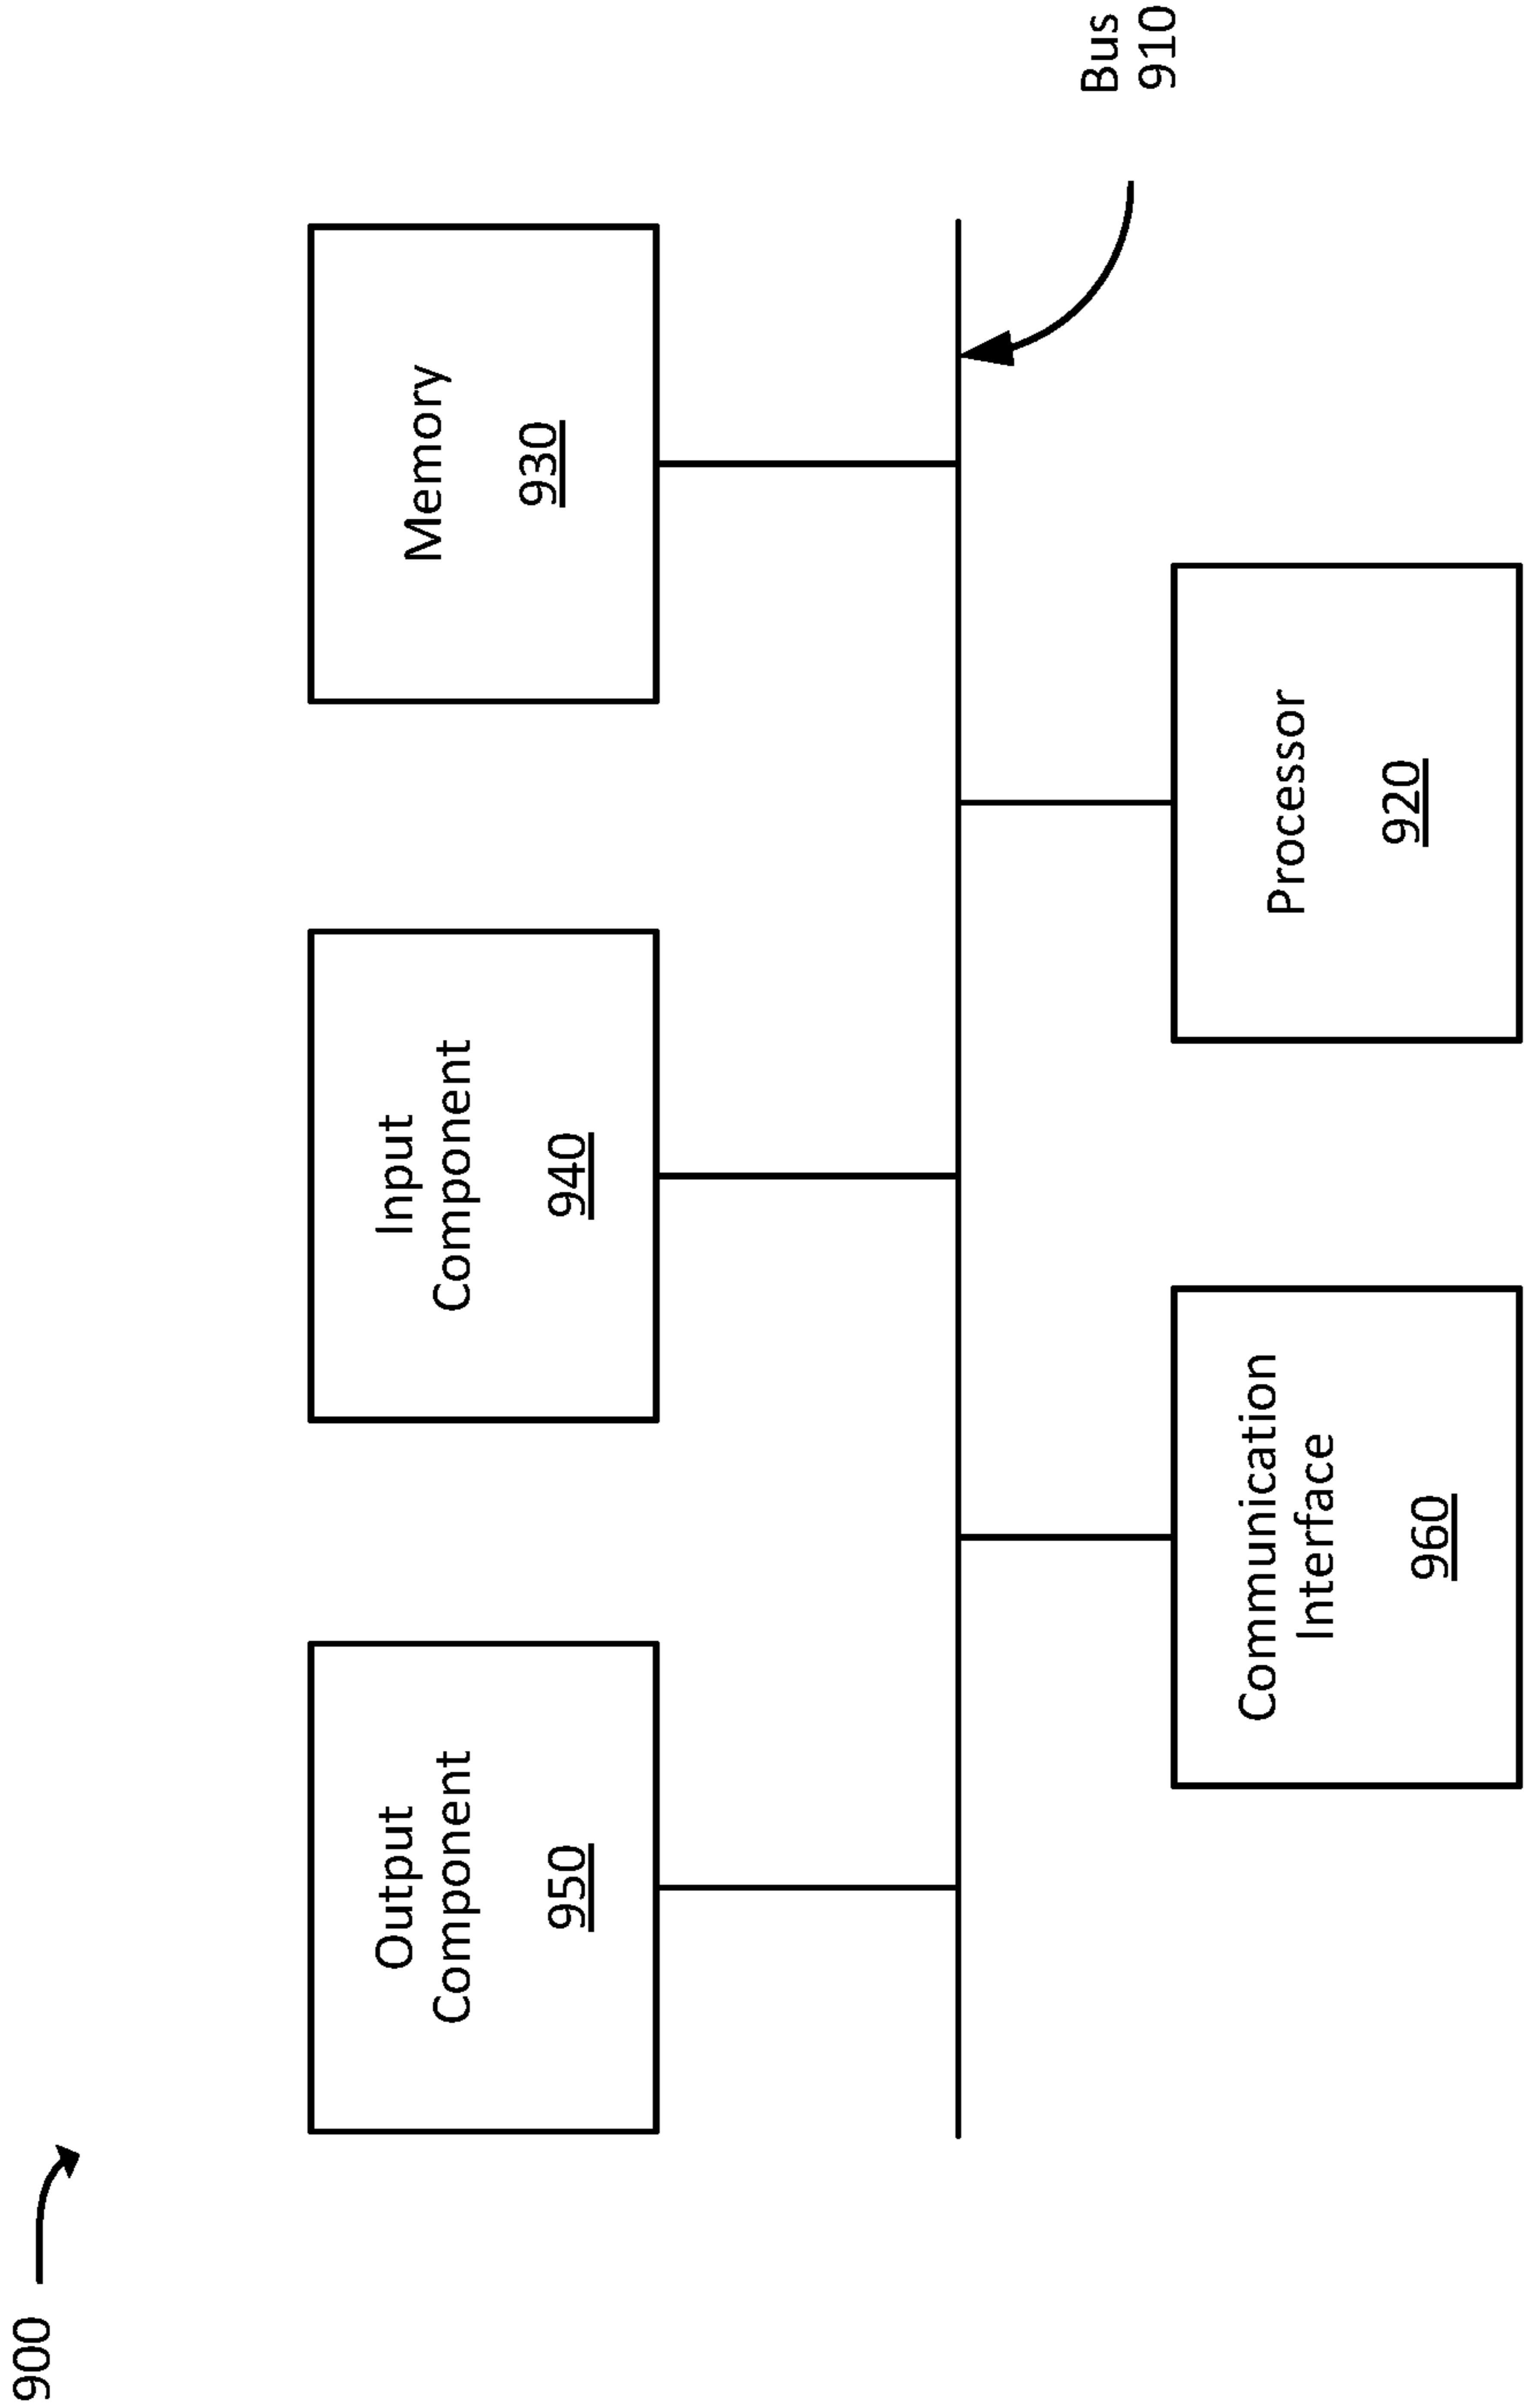 900
Output
Component
950
Input
Component
940
Memory
930
Bus
910
Communication
Interface
960
Processor
920